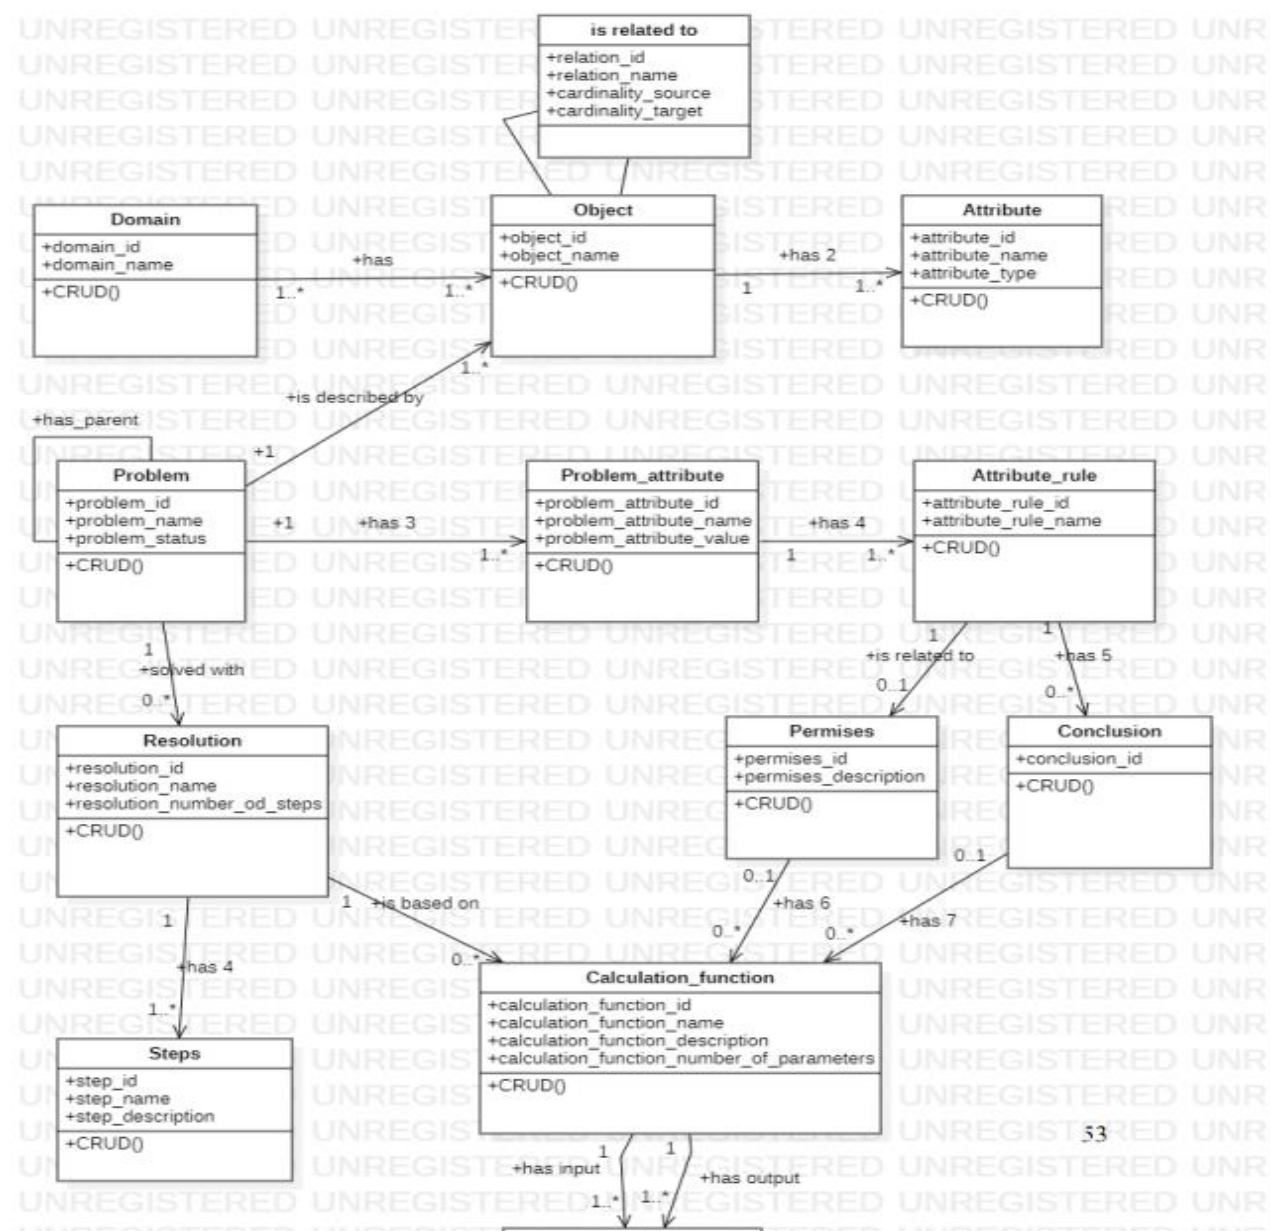 is related to
+relation_id
+relation_name
+cardinality_source
+cardinality_target
Domain
+domain_id
+domain_name
+CRUD()
+has
1..*
1..*
Object
+object_id
+object_name
+CRUD()
+has 2
1
1..*
Attribute
+attribute_id
+attribute_name
+attribute_type
+CRUD()
1..*
+is described by
+has_parent
+1
Problem
+problem_id
+problem_name
+problem_status
+CRUD()
+1
+has 3
1..*
Problem_attribute
+problem_attribute_id
+problem_attribute_name
+problem_attribute_value
+CRUD()
+has 4
1
1..*
Attribute_rule
+attribute_rule_id
+attribute_rule_name
+CRUD()
1
+solved with
0..*
1
+is related to
0..1
1
+has 5
0..*
Resolution
+resolution_id
+resolution_name
+resolution_number_od_steps
+CRUD()
Permises
+permises_id
+permises_description
+CRUD()
Conclusion
+conclusion_id
+CRUD()
1
+has 4
1..*
1
+is based on
0..*
0..1
+has 6
0..*
0..1
+has 7
0..*
Calculation_function
+calculation_function_id
+calculation_function_name
+calculation_function_description
+calculation_function_number_of_parameters
+CRUD()
Steps
+step_id
+step_name
+step_description
+CRUD()
53
1
+has input
1..*
1
+has output
1..*
UNREGISTERED UNREGISTERED UNREGISTERED UNREGISTERED UNR